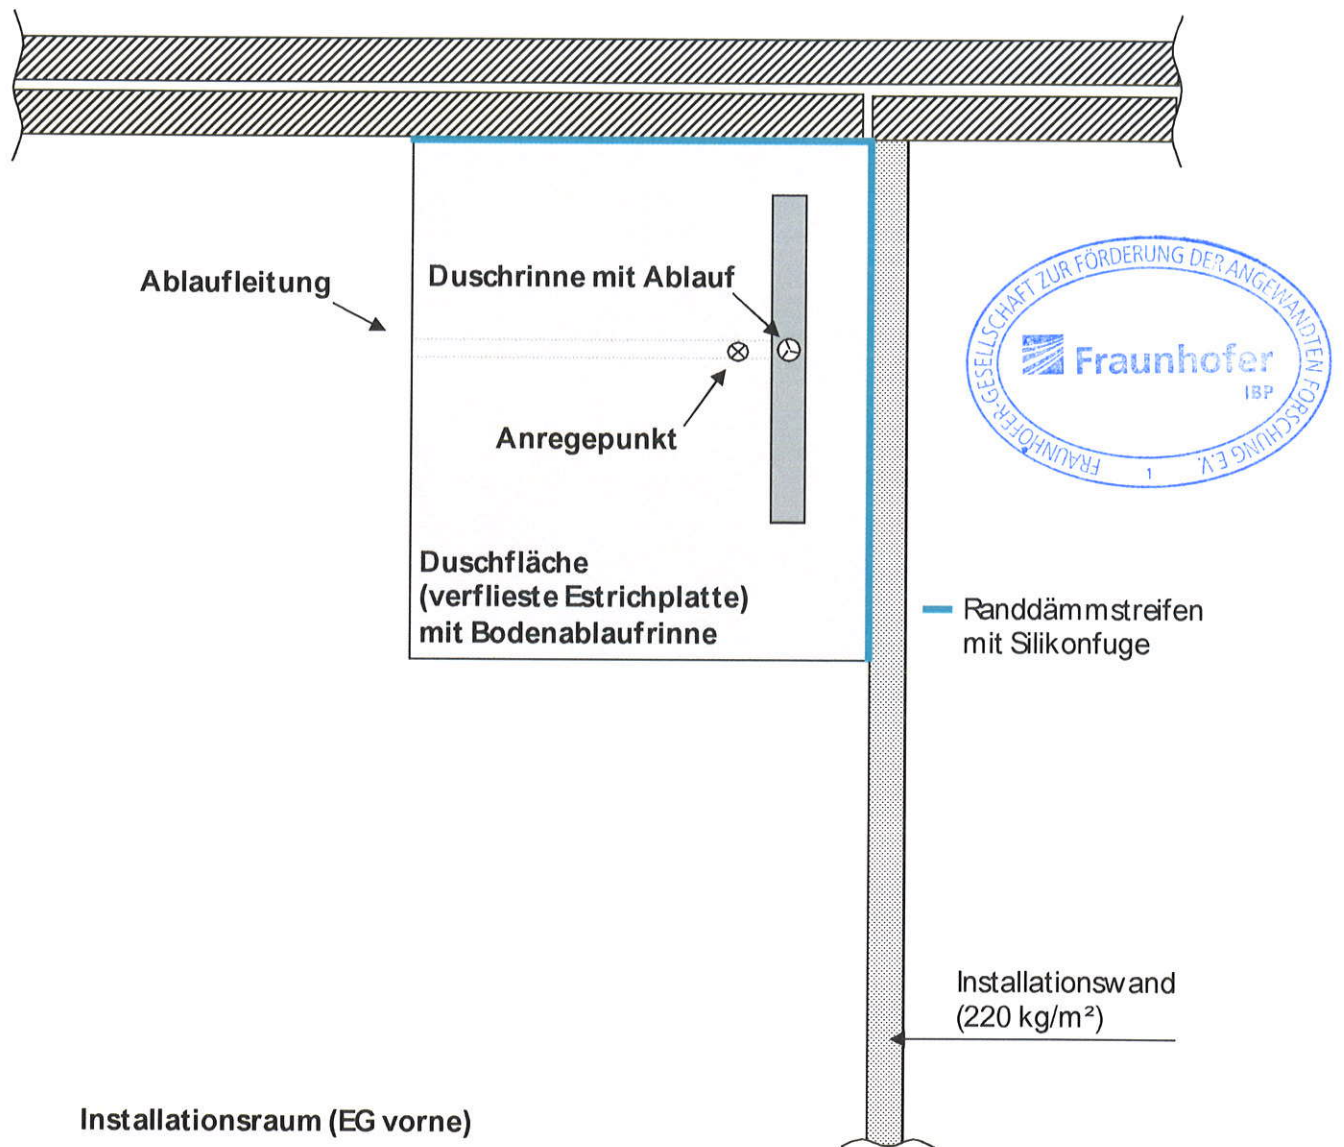 Ablaufleitung
Duschrinne mit Ablauf
Anregepunkt
Duschfläche
(verflieste Estrichplatte)
mit Bodenablaufrinne
FRAUNHOFER-GESELLSCHAFT ZUR FÖRDERUNG DER ANGEWANDTEN FORSCHUNG E.V.
Fraunhofer
IBP
1
Randdämmstreifen
mit Silikonfuge
Installationswand
(220 kg/m²)
Installationsraum (EG vorne)